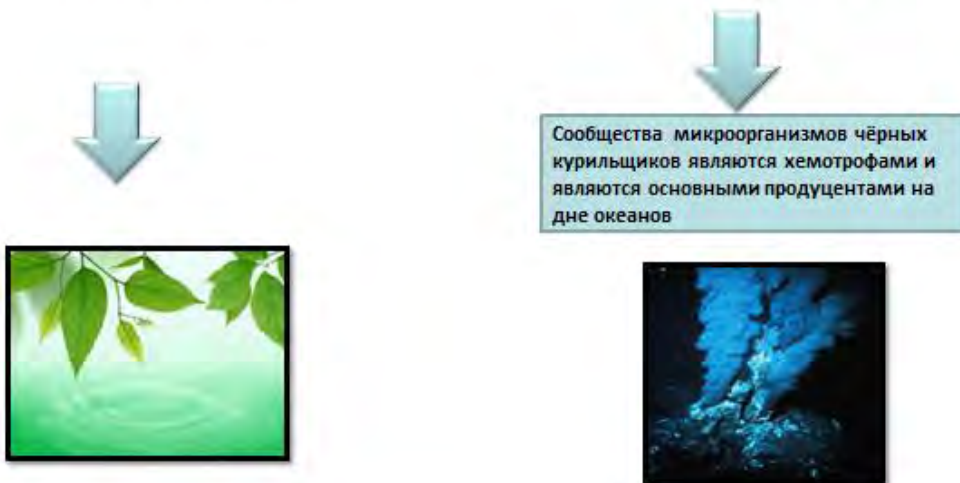 Сообщества микроорганизмов чёрных
курильщиков являются хемотрофами и
являются основными продуцентами на
дне океанов